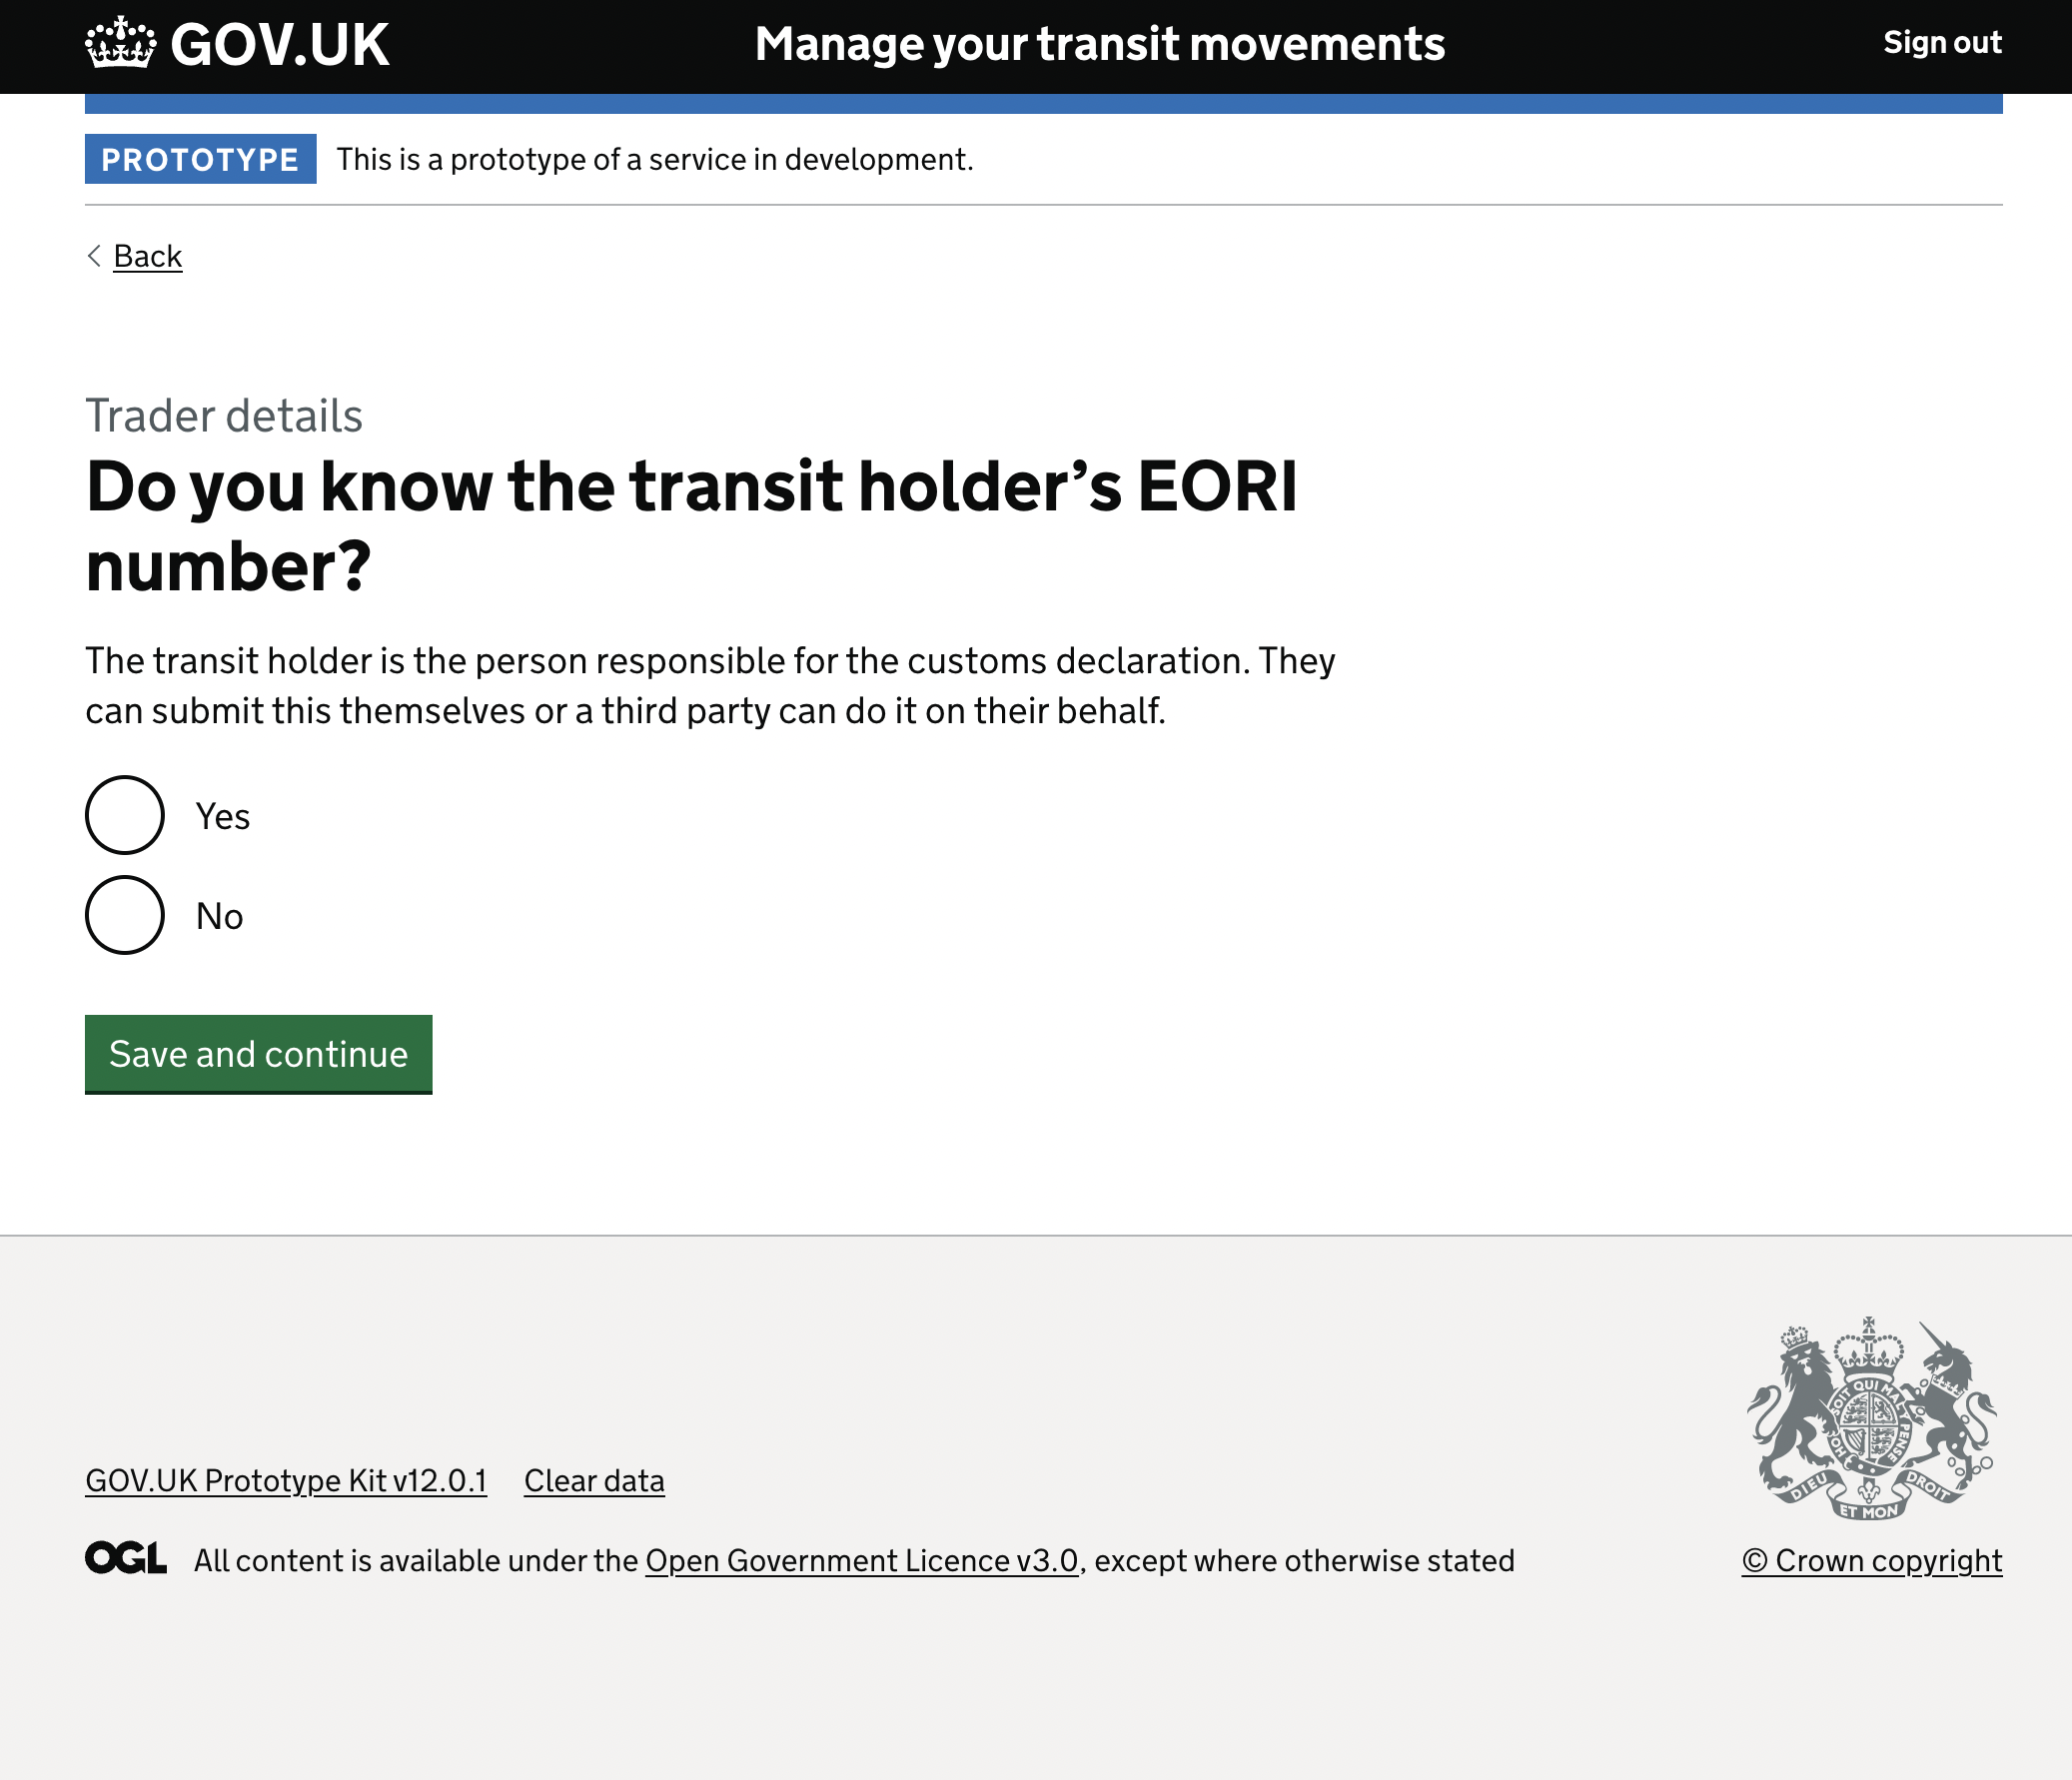 GOV.UK Manage your transit movements Sign out
PROTOTYPE This is a prototype of a service in development.
Back
Trader details
Do you know the transit holder’s EORI
number?
The transit holder is the person responsible for the customs declaration. They
can submit this themselves or a third party can do it on their behalf.
Yes
No
Save and continue
GOV.UK Prototype Kit v12.0.1 Clear data
DIEU ET MON DROIT
OGL All content is available under the Open Government Licence v3.0, except where otherwise stated
© Crown copyright